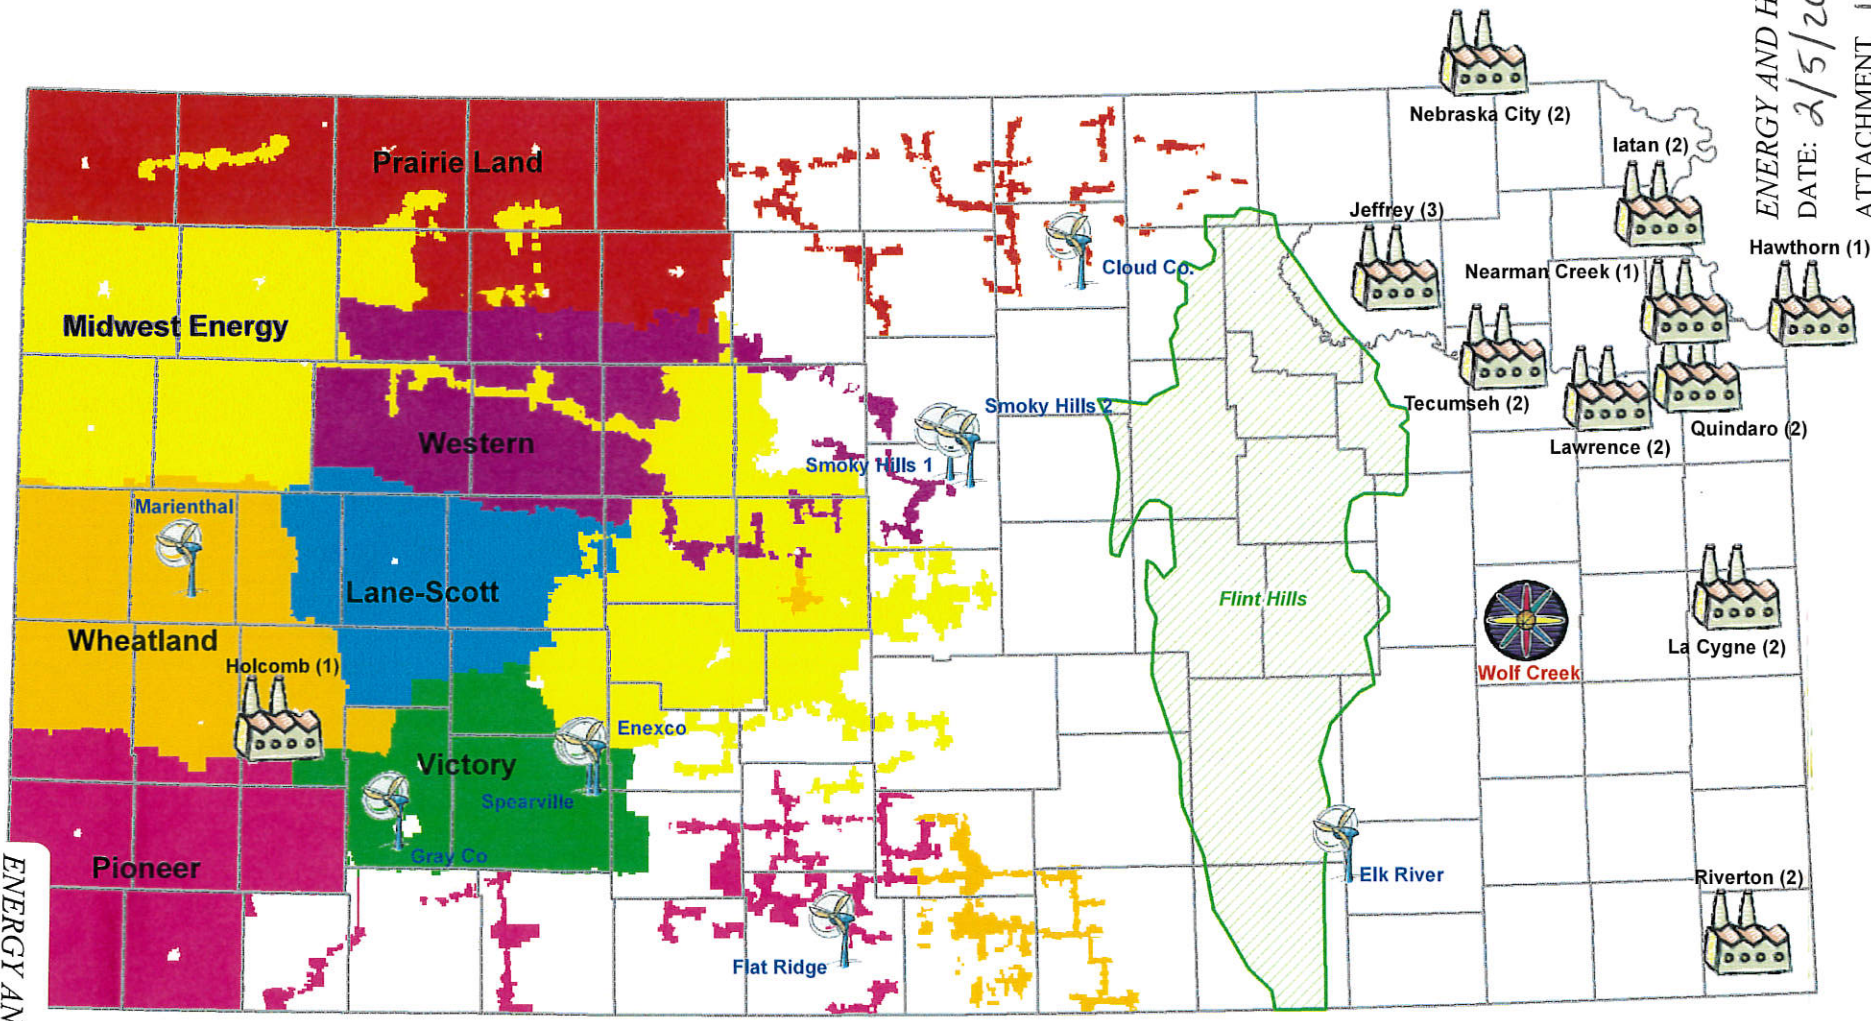 ENERGY AND H
DATE: 2/5/20
ATTACHMENT 1
Nebraska City (2)
Iatan (2)
Prairie Land
Jeffrey (3)
Hawthorn (1)
Cloud Co.
Nearman Creek (1)
Midwest Energy
Smoky Hills 2
Tecumseh (2)
Quindaro (2)
Western
Lawrence (2)
Smoky Hills 1
Marienthal
Lane-Scott
Flint Hills
Wheatland
La Cygne (2)
Holcomb (1)
Wolf Creek
Enexco
Victory
Spearville
Gray Co
Pioneer
Elk River
Riverton (2)
Flat Ridge
ENERGY AN